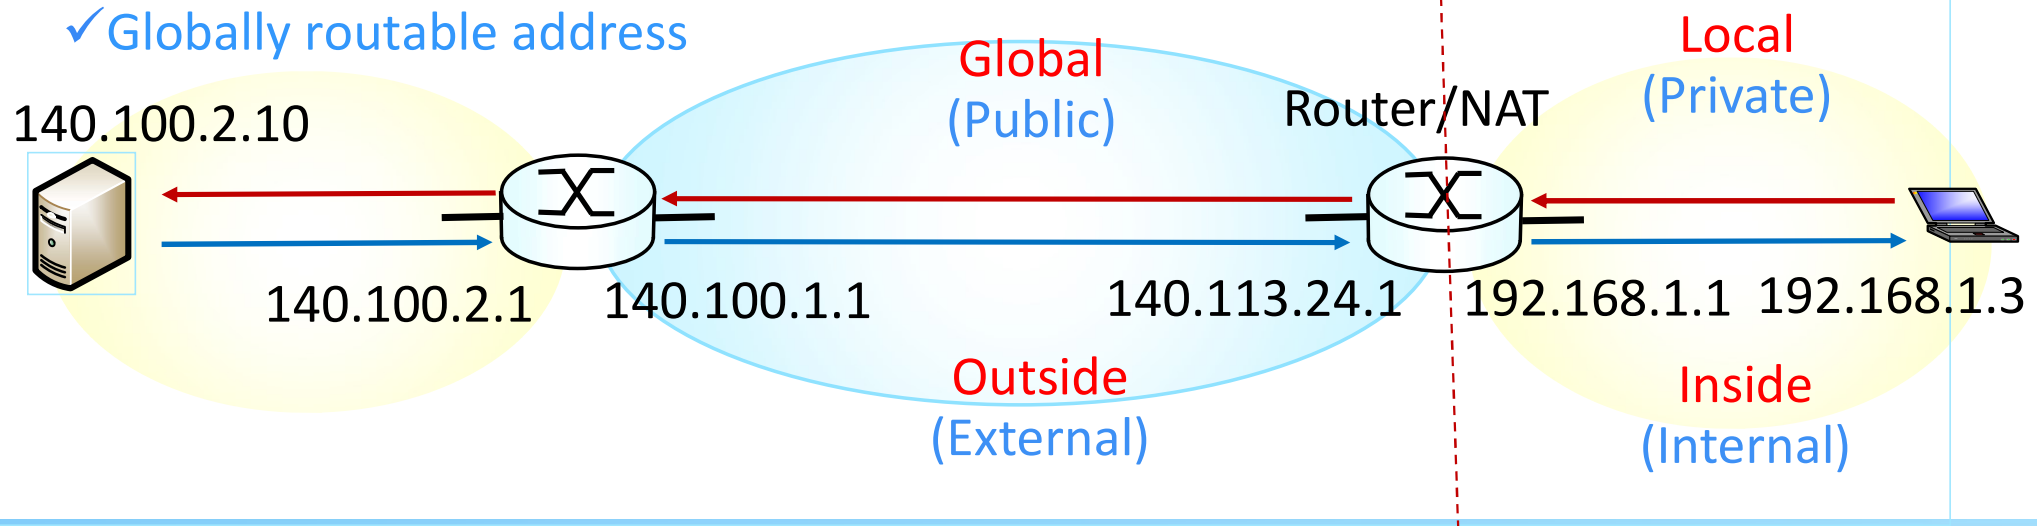 ✓Globally routable address
Global
(Public)
Local
(Private)
140.100.2.10
Router/NAT
140.100.2.1
140.100.1.1
140.113.24.1
192.168.1.1
192.168.1.3
Outside
(External)
Inside
(Internal)